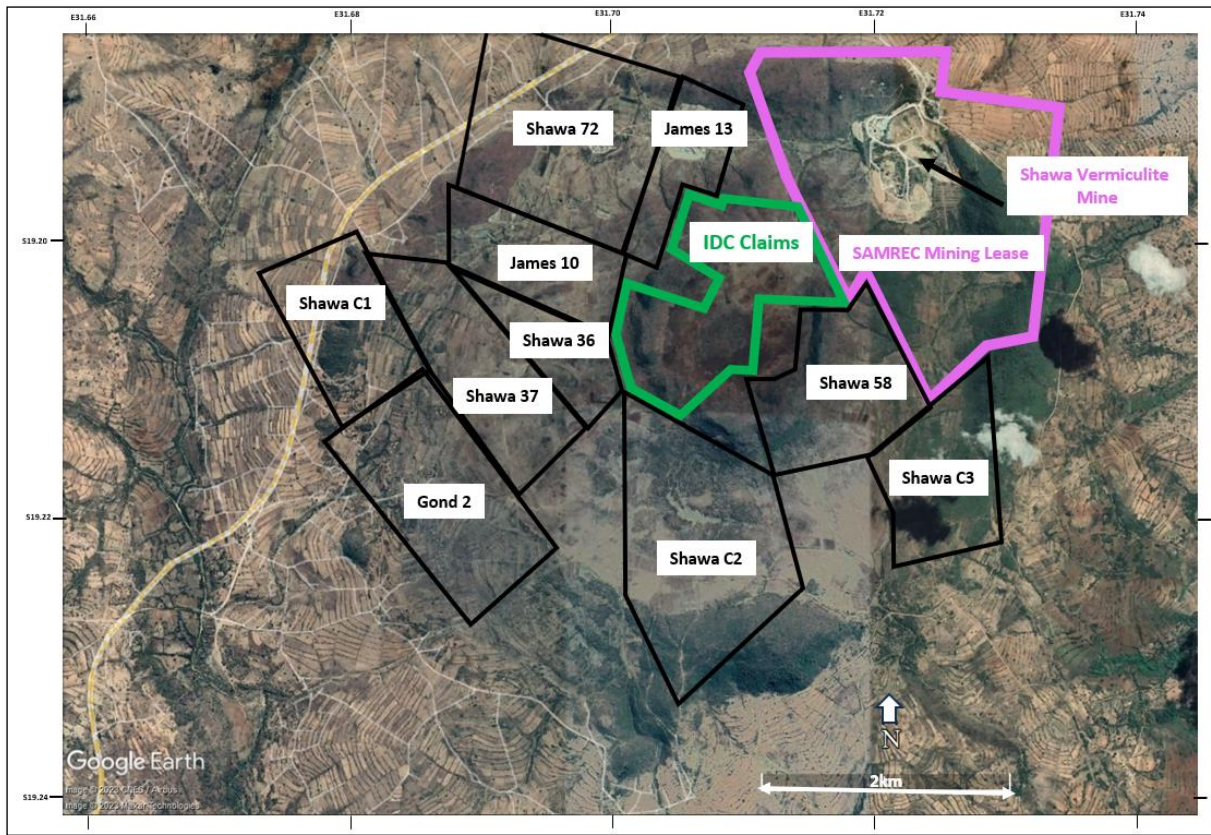 E31.66
E31.68
E31.70
E31.72
E31.74
Shawa 72
James 13
Shawa Vermiculite
Mine
S19.20
IDC Claims
SAMREC Mining Lease
James 10
Shawa C1
Shawa 36
Shawa 58
Shawa 37
Shawa C3
Gond 2
S19.22
Shawa C2
N
Google Earth
2km
Image © 2023 CNES / Airbus
S19.24
Image © 2023 Maxar Technologies